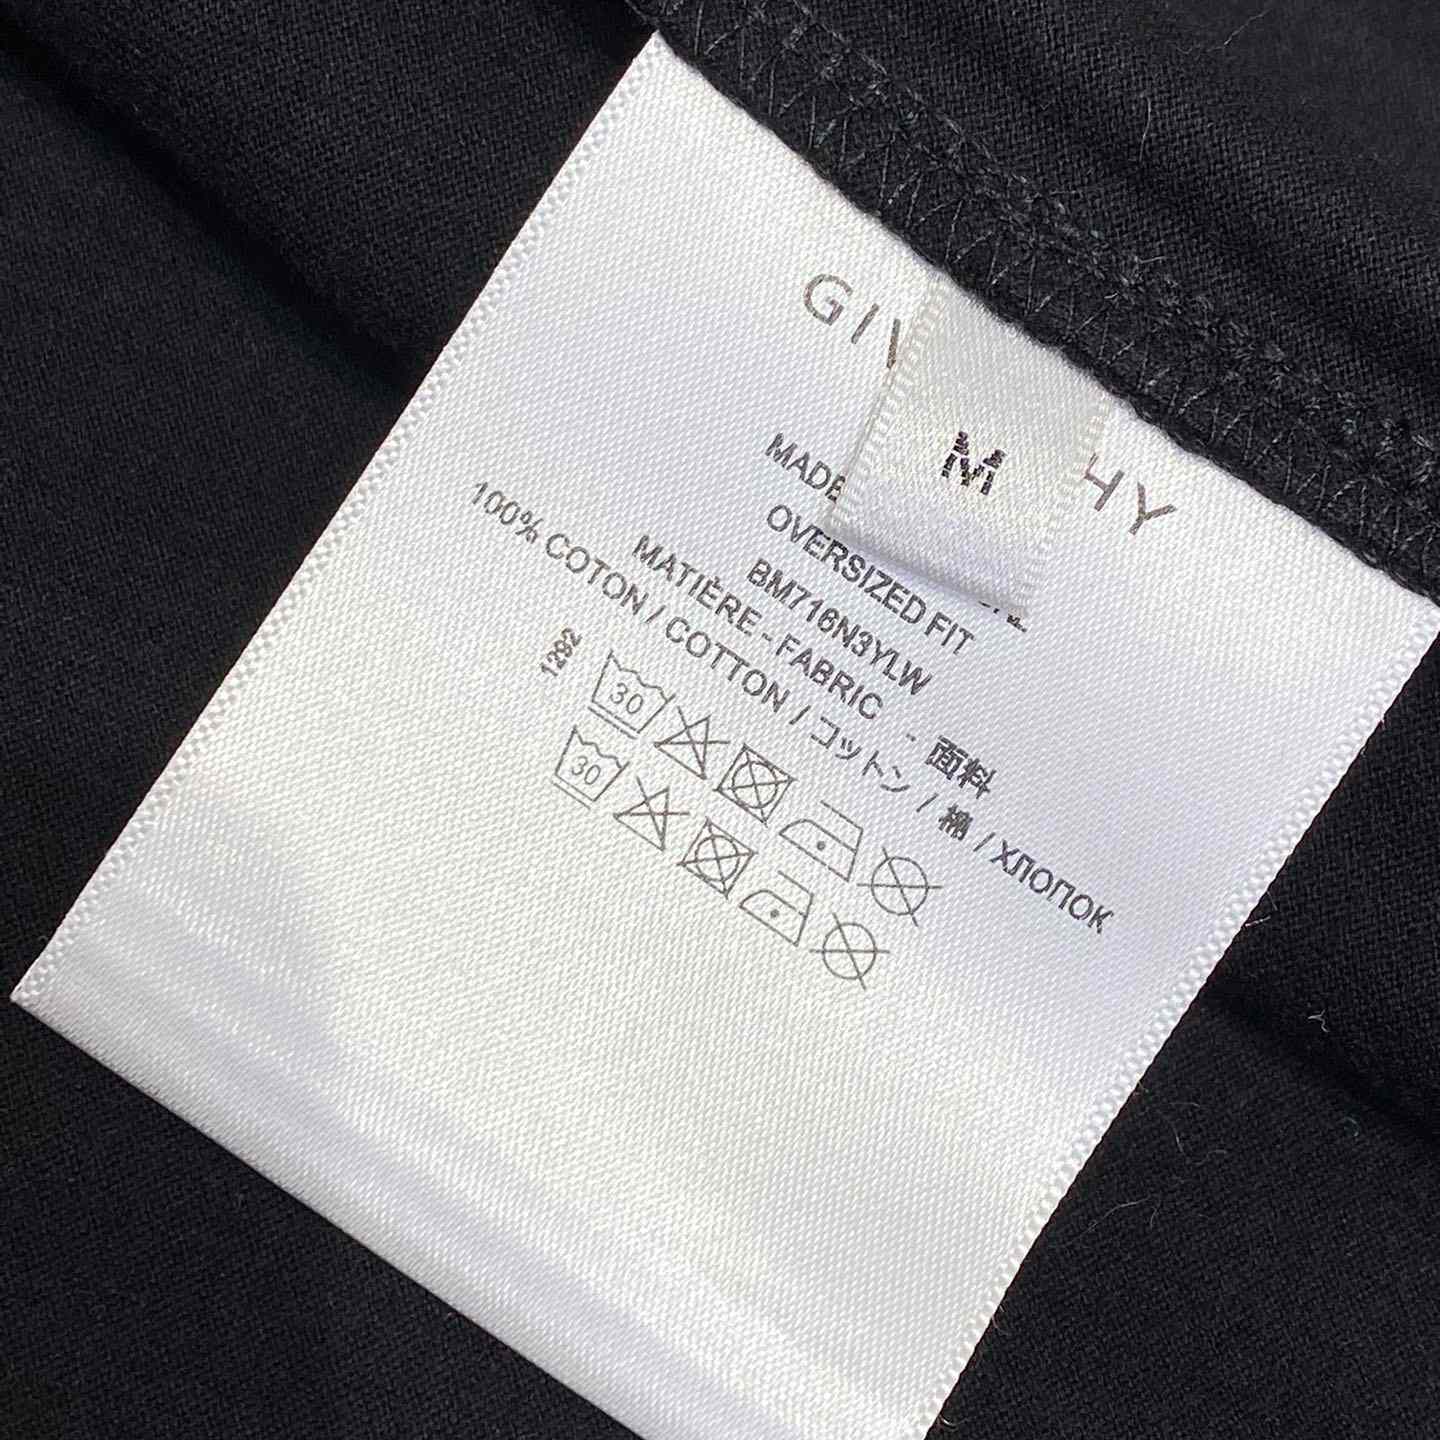 GIV HY
M
MADE
OVERSIZED FIT
BM716N3YLW
MATIÈRE - FABRIC - 面料
100% COTON / COTTON / コットン / 棉 / ХЛОПОК
1292
30
30